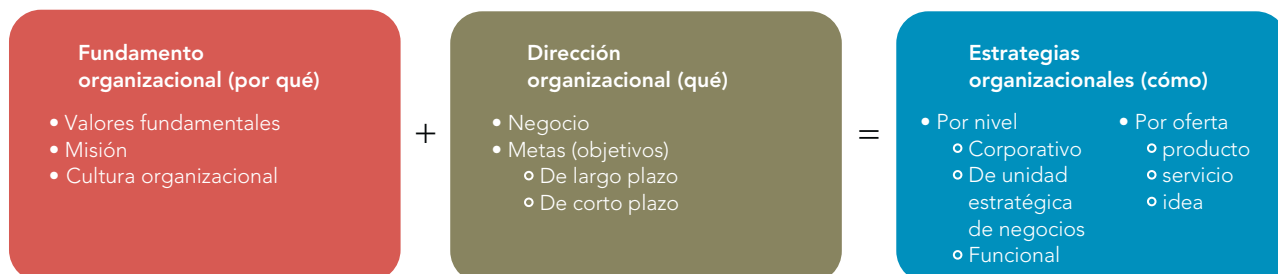 Fundamento
organizacional (por qué)
• Valores fundamentales
• Misión
• Cultura organizacional
+
Dirección
organizacional (qué)
• Negocio
• Metas (objetivos)
De largo plazo
De corto plazo
=
Estrategias
organizacionales (cómo)
• Por nivel
Corporativo
De unidad
estratégica
de negocios
Funcional
• Por oferta
producto
servicio
idea